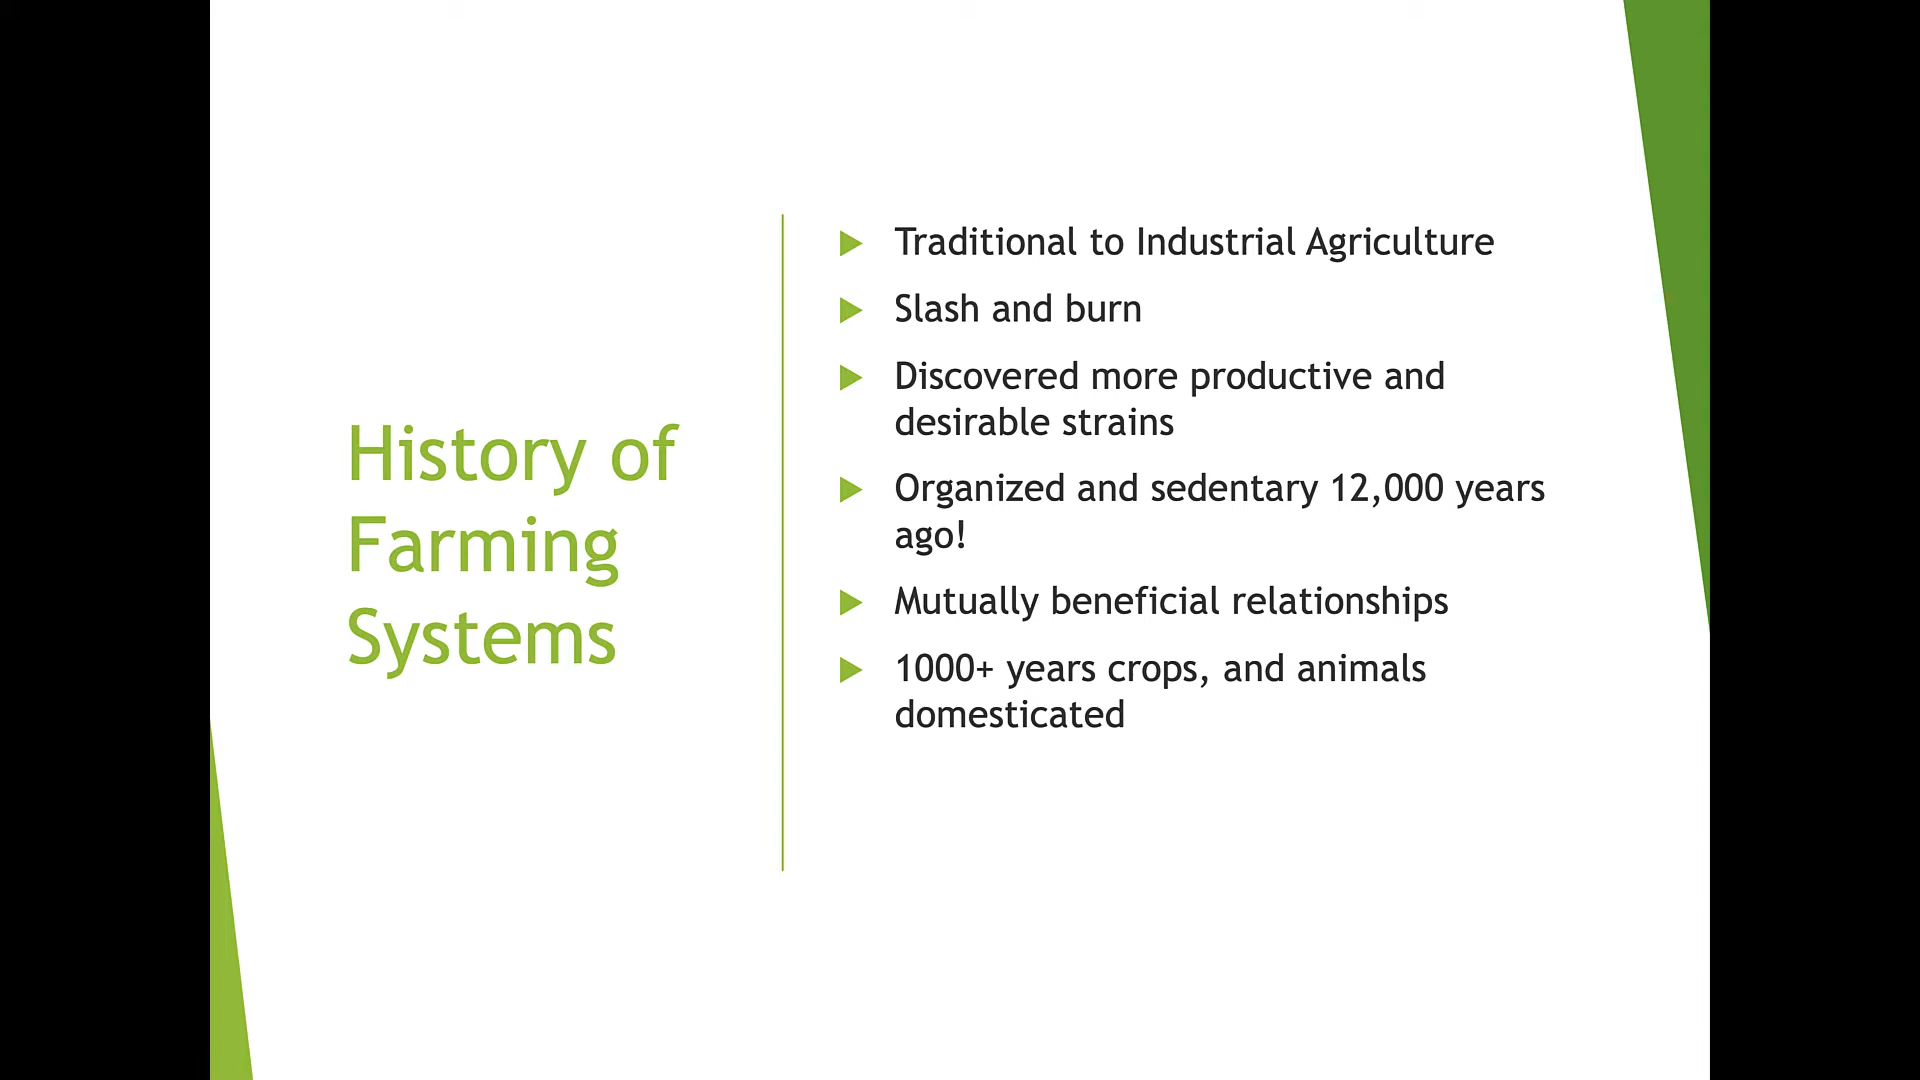 History of
Farming
Systems
Traditional to Industrial Agriculture
Slash and burn
Discovered more productive and
desirable strains
Organized and sedentary 12,000 years
ago!
Mutually beneficial relationships
1000+ years crops, and animals
domesticated